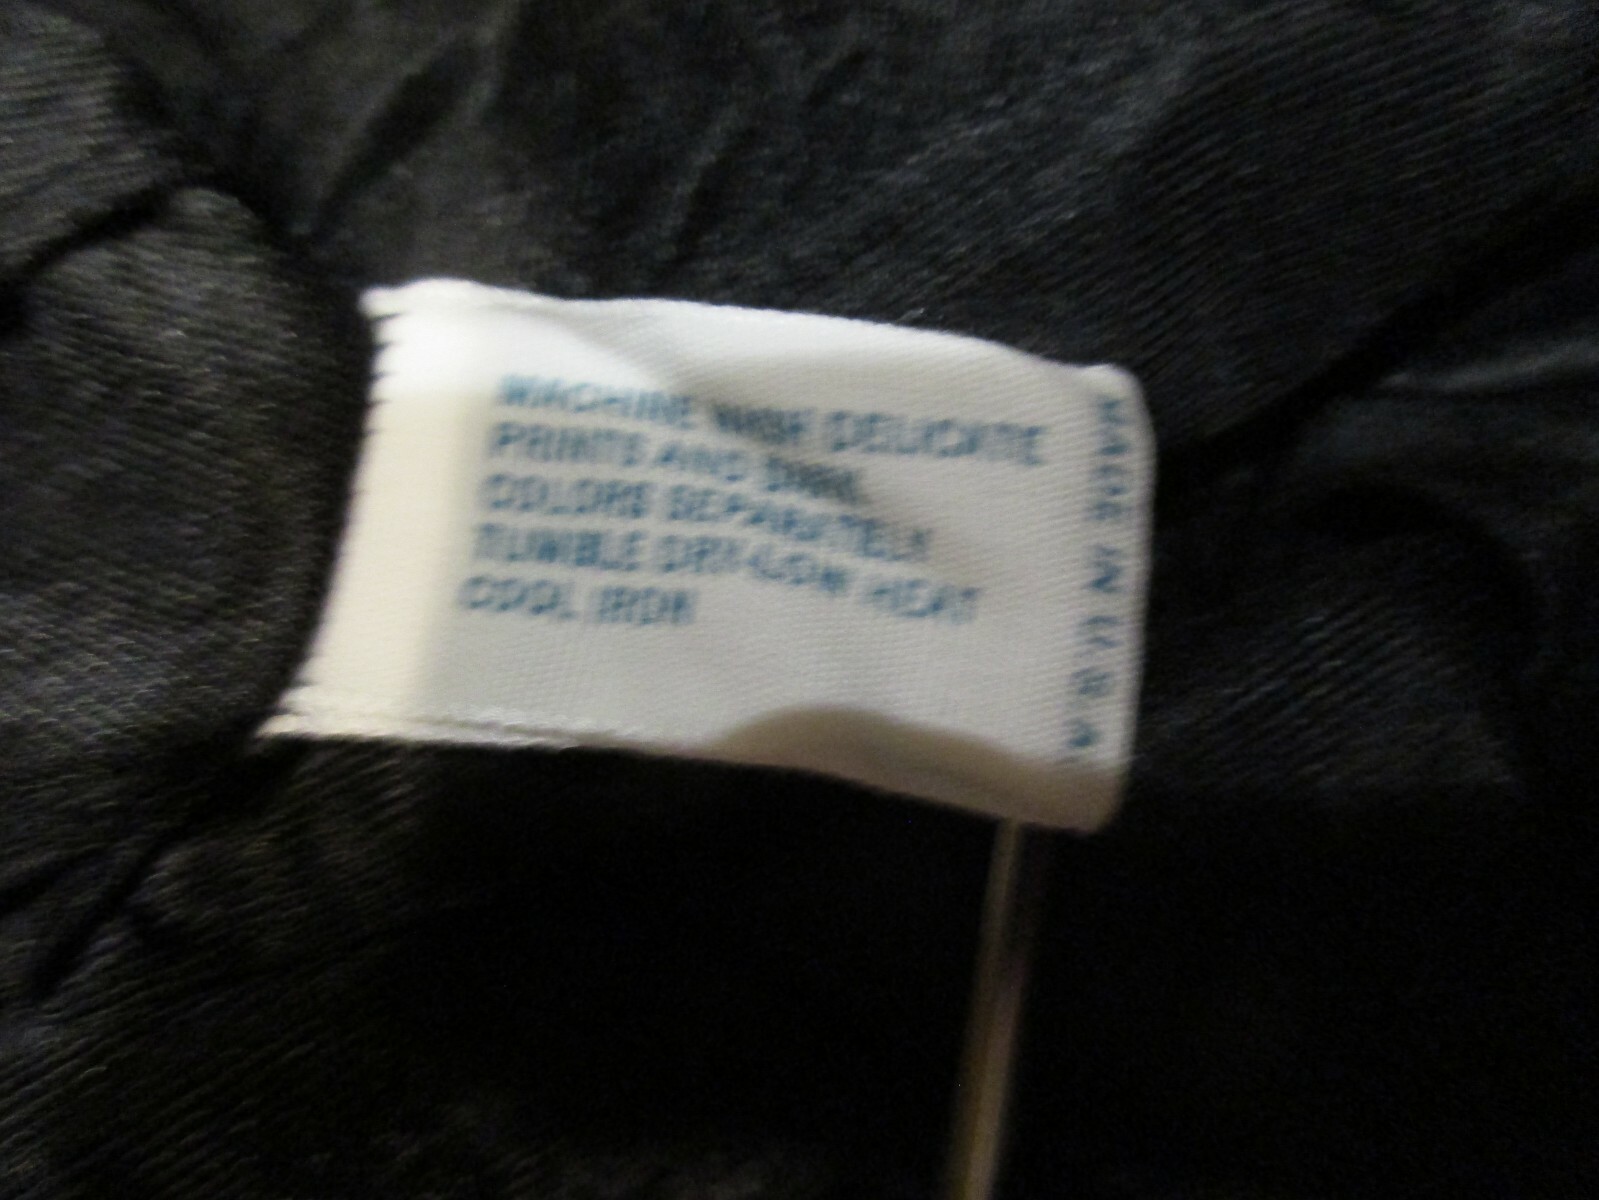 MACHINE WASH DELICATE
PRINTS AND DARK
COLORS SEPARATELY
TUMBLE DRY-LOW HEAT
COOL IRON
MADE IN U S A